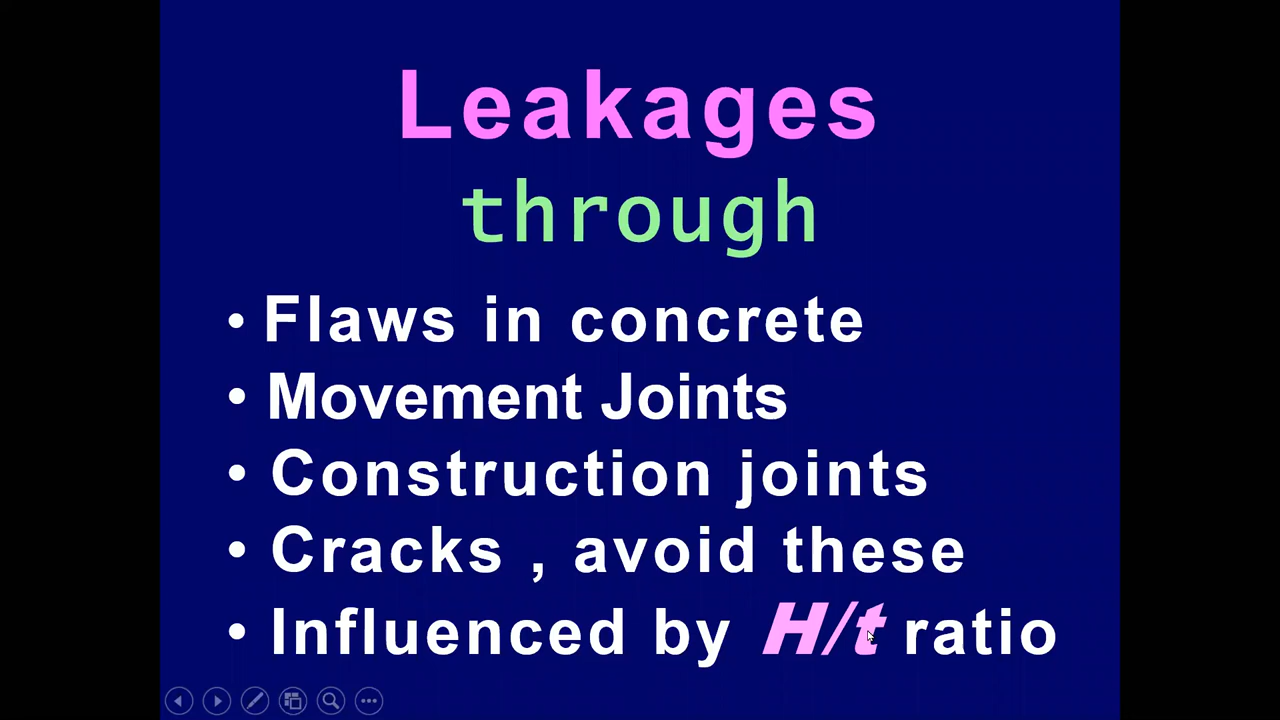 Leakages
through
• Flaws in concrete
• Movement Joints
• Construction joints
• Cracks , avoid these
• Influenced by H/t ratio